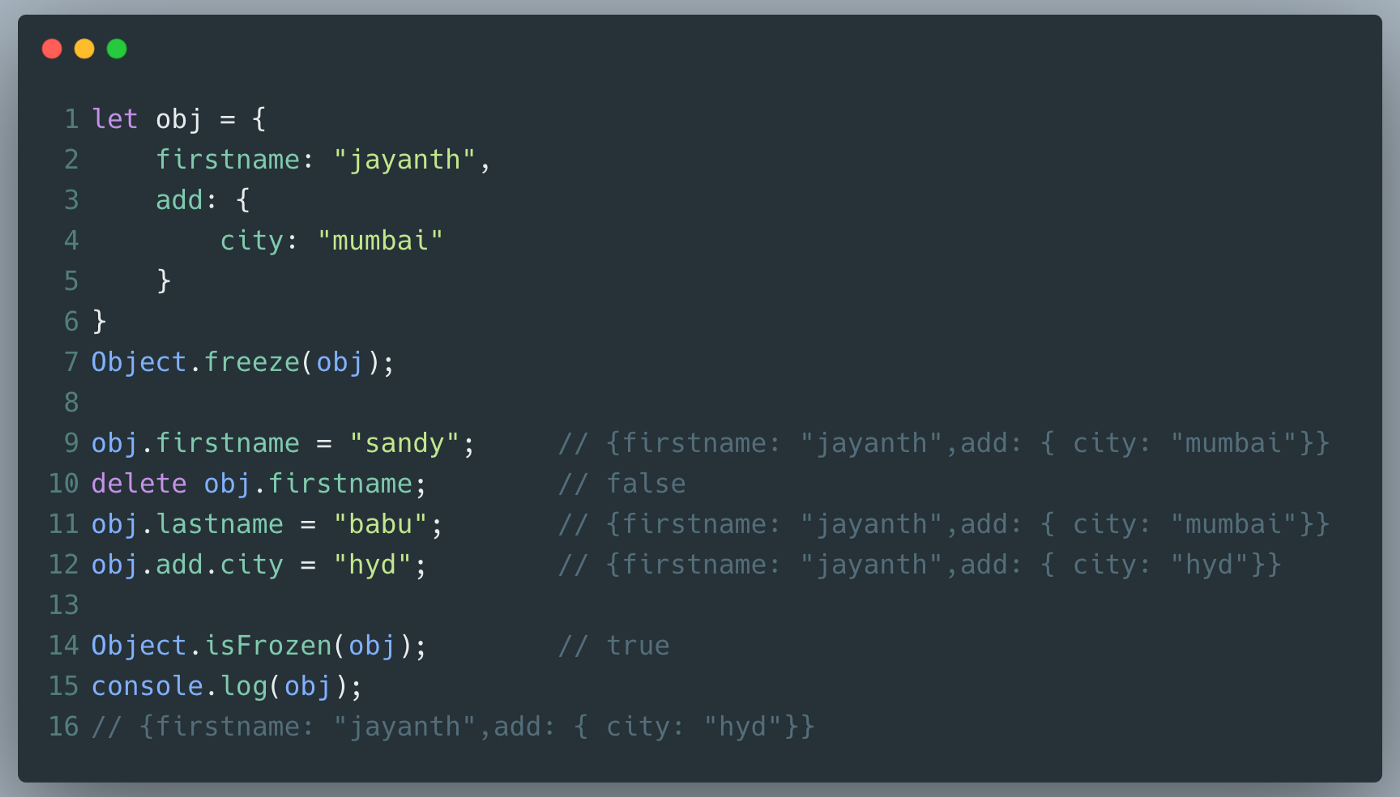 1 let obj = {
2     firstname: "jayanth",
3     add: {
4         city: "mumbai"
5     }
6 }
7 Object.freeze(obj);
8
9 obj.firstname = "sandy";     // {firstname: "jayanth",add: { city: "mumbai"}}
10 delete obj.firstname;        // false
11 obj.lastname = "babu";       // {firstname: "jayanth",add: { city: "mumbai"}}
12 obj.add.city = "hyd";        // {firstname: "jayanth",add: { city: "hyd"}}
13
14 Object.isFrozen(obj);        // true
15 console.log(obj);
16 // {firstname: "jayanth",add: { city: "hyd"}}